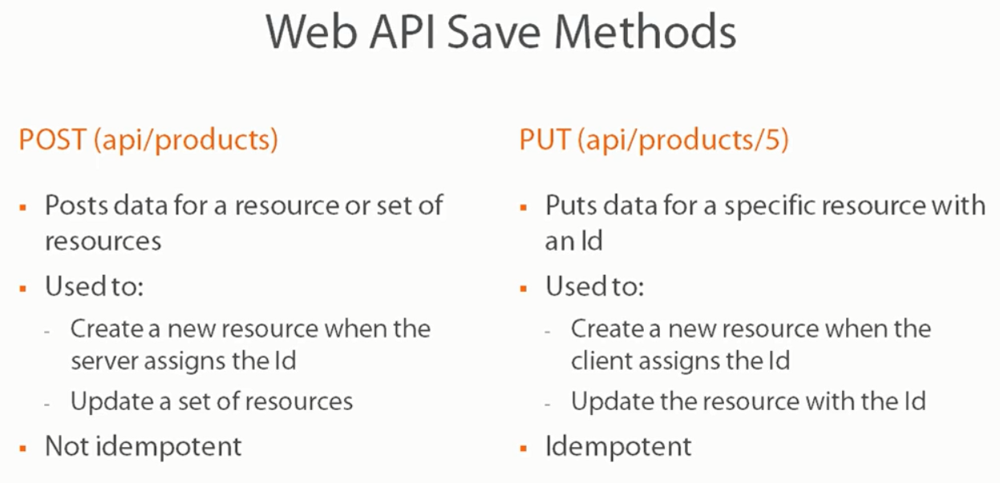 Web API Save Methods
POST (api/products)
▪ Posts data for a resource or set of
resources
▪ Used to:
- Create a new resource when the
server assigns the Id
- Update a set of resources
▪ Not idempotent
PUT (api/products/5)
▪ Puts data for a specific resource with
an Id
▪ Used to:
- Create a new resource when the
client assigns the Id
- Update the resource with the Id
▪ Idempotent